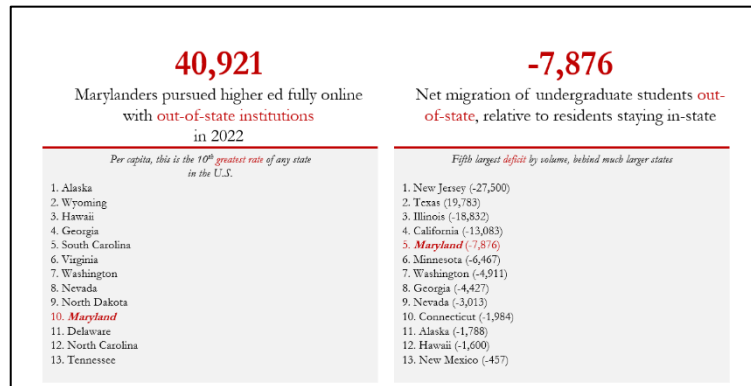 40,921
Marylanders pursued higher ed fully online
with out-of-state institutions
in 2022
Per capita, this is the 10th greatest rate of any state
in the U.S.
1. Alaska
2. Wyoming
3. Hawaii
4. Georgia
5. South Carolina
6. Virginia
7. Washington
8. Nevada
9. North Dakota
10. Maryland
11. Delaware
12. North Carolina
13. Tennessee
-7,876
Net migration of undergraduate students out-
of-state, relative to residents staying in-state
Fifth largest deficit by volume, behind much larger states
1. New Jersey (-27,500)
2. Texas (19,783)
3. Illinois (-18,832)
4. California (-13,083)
5. Maryland (-7,876)
6. Minnesota (-6,467)
7. Washington (-4,911)
8. Georgia (-4,427)
9. Nevada (-3,013)
10. Connecticut (-1,984)
11. Alaska (-1,788)
12. Hawaii (-1,600)
13. New Mexico (-457)